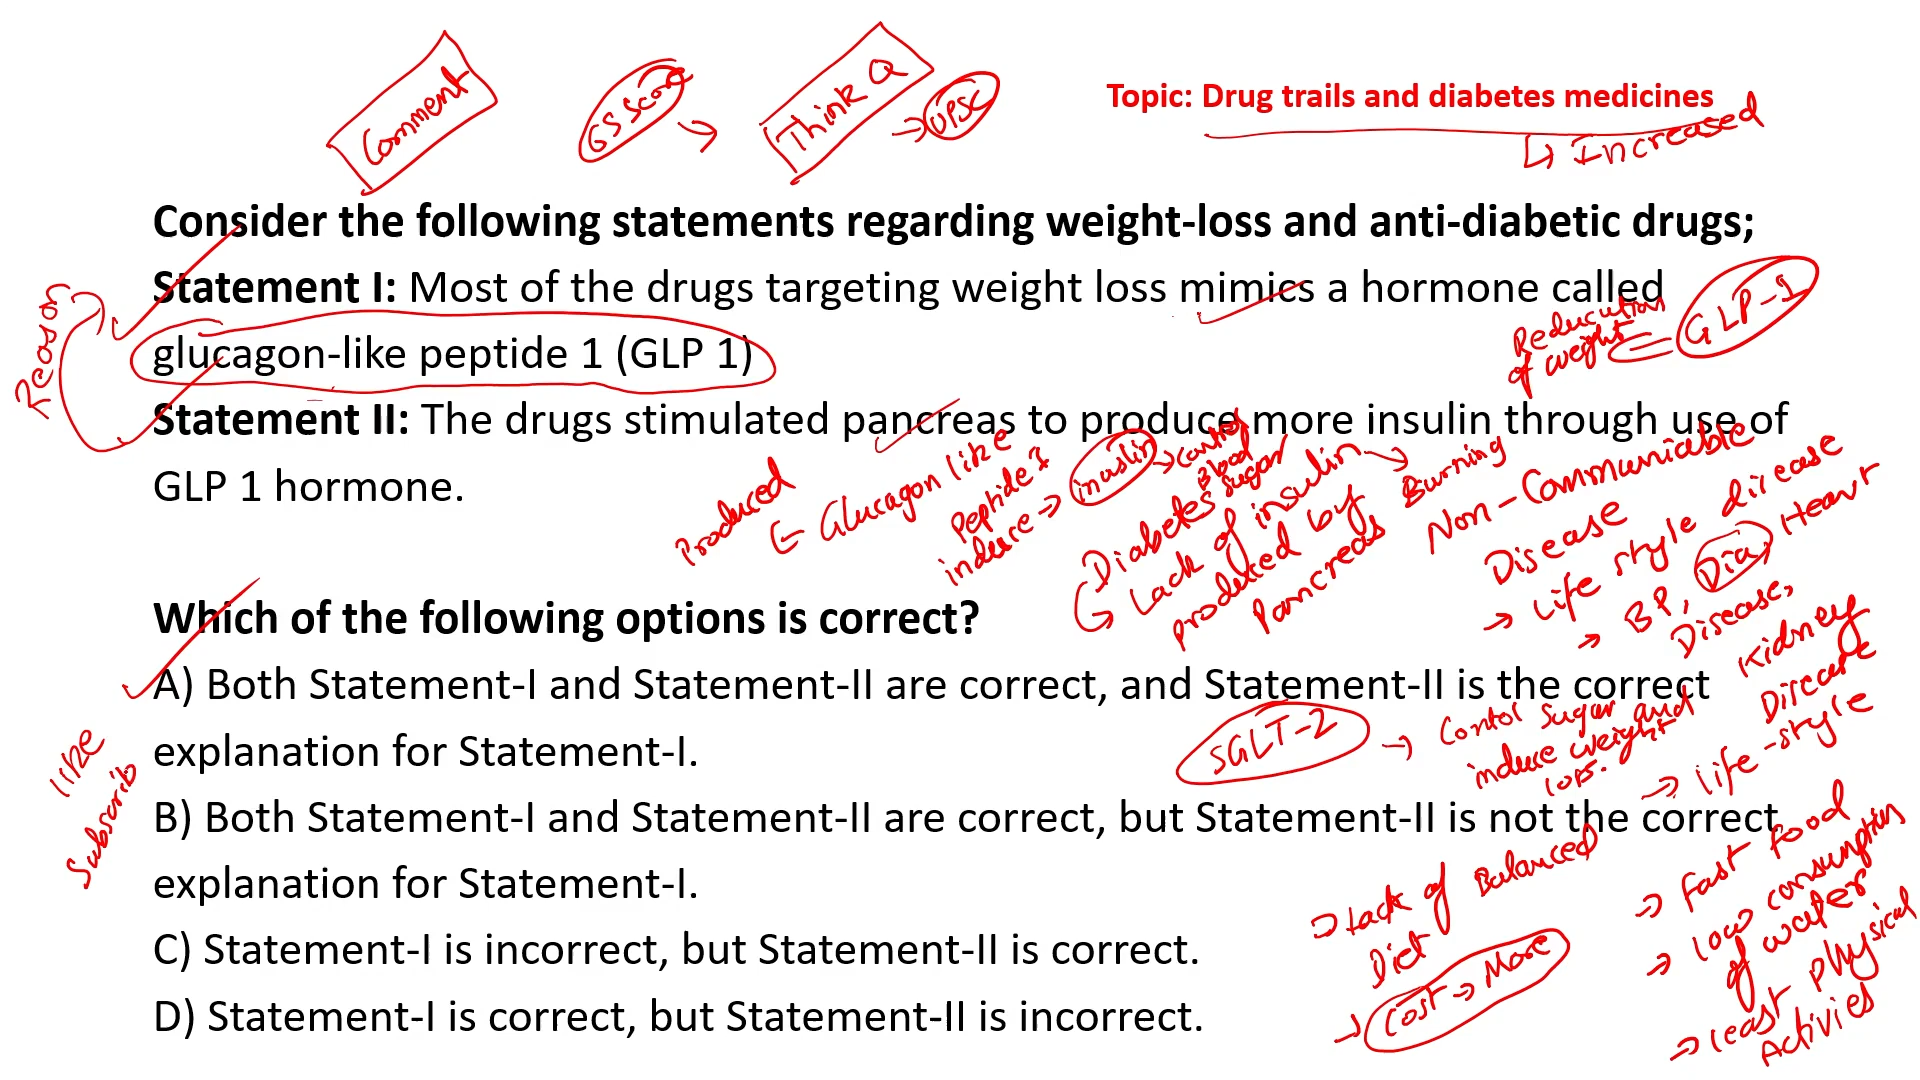 Comment
GS Score
Think Q
UPSC
Topic: Drug trails and diabetes medicines
Increased
Consider the following statements regarding weight-loss and anti-diabetic drugs;
Statement I: Most of the drugs targeting weight loss mimics a hormone called
glucagon-like peptide 1 (GLP 1)
Reason
Reducution
of weight
GLP-1
Statement II: The drugs stimulated pancreas to produce more insulin through use of
GLP 1 hormone.
Produced
Glucagon like
Peptide 1
induce
inuslin
Control
Blood
Sugar
Diabetes
Lack of insulin
produced by
Pancreas
Burning
Non-Communiable
Disease
Life style disease
BP, Dia, Heart
Disease,
Kidney
Disease
Which of the following options is correct?
A) Both Statement-I and Statement-II are correct, and Statement-II is the correct
explanation for Statement-I.
SGLT-2
Contol Sugar and
induce weight
loss.
like
Subscrib
Life-style
B) Both Statement-I and Statement-II are correct, but Statement-II is not the correct
explanation for Statement-I.
Lack of Balanced
Diet
Cost → More
Fast food
Low consumption
of water
least physical
Activies
C) Statement-I is incorrect, but Statement-II is correct.
D) Statement-I is correct, but Statement-II is incorrect.